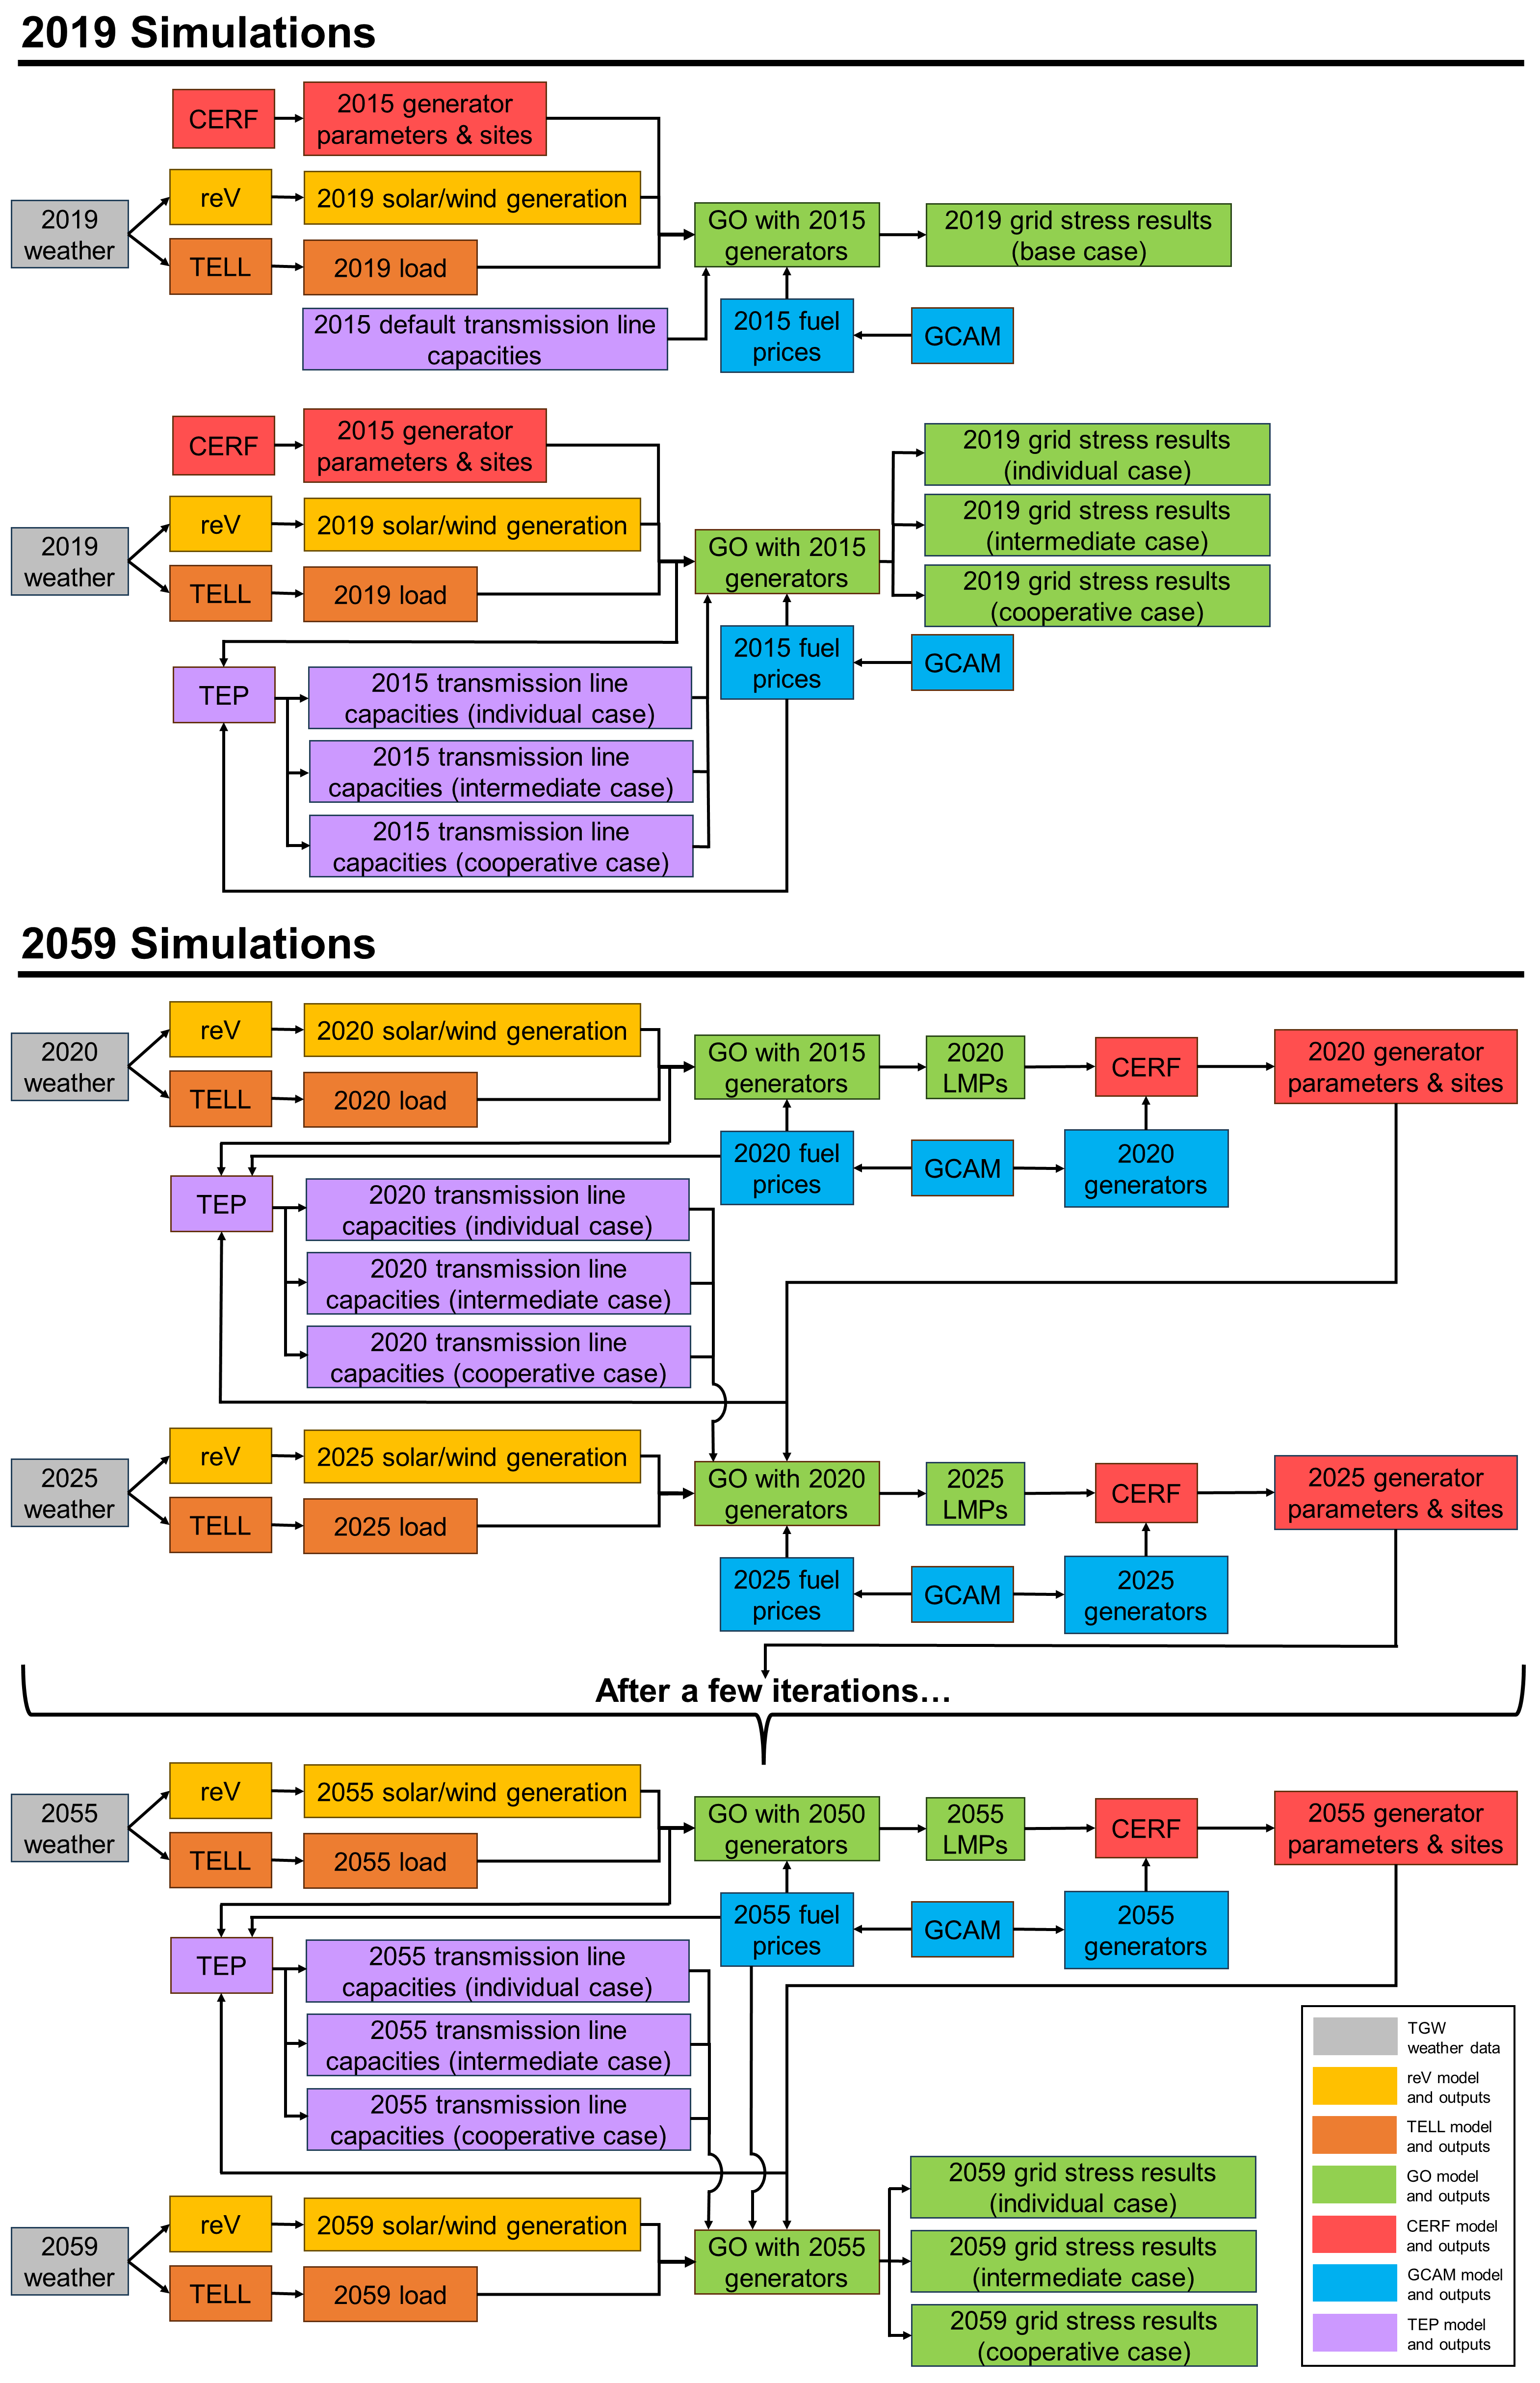 2019 Simulations
CERF
2015 generator
parameters & sites
reV
2019 solar/wind generation
2019
weather
TELL
2019 load
GO with 2015
generators
2019 grid stress results
(base case)
2015 default transmission line
capacities
2015 fuel
prices
GCAM
CERF
2015 generator
parameters & sites
reV
2019 solar/wind generation
2019
weather
TELL
2019 load
GO with 2015
generators
2019 grid stress results
(individual case)
2019 grid stress results
(intermediate case)
2019 grid stress results
(cooperative case)
2015 fuel
prices
GCAM
TEP
2015 transmission line
capacities (individual case)
2015 transmission line
capacities (intermediate case)
2015 transmission line
capacities (cooperative case)
2059 Simulations
2020
weather
reV
2020 solar/wind generation
TELL
2020 load
GO with 2015
generators
2020
LMPs
CERF
2020 generator
parameters & sites
2020 fuel
prices
GCAM
2020
generators
TEP
2020 transmission line
capacities (individual case)
2020 transmission line
capacities (intermediate case)
2020 transmission line
capacities (cooperative case)
2025
weather
reV
2025 solar/wind generation
TELL
2025 load
GO with 2020
generators
2025
LMPs
CERF
2025 generator
parameters & sites
2025 fuel
prices
GCAM
2025
generators
After a few iterations…
2055
weather
reV
2055 solar/wind generation
TELL
2055 load
GO with 2050
generators
2055
LMPs
CERF
2055 generator
parameters & sites
2055 fuel
prices
GCAM
2055
generators
TEP
2055 transmission line
capacities (individual case)
2055 transmission line
capacities (intermediate case)
2055 transmission line
capacities (cooperative case)
2059
weather
reV
2059 solar/wind generation
TELL
2059 load
GO with 2055
generators
2059 grid stress results
(individual case)
2059 grid stress results
(intermediate case)
2059 grid stress results
(cooperative case)
TGW
weather data
reV model
and outputs
TELL model
and outputs
GO model
and outputs
CERF model
and outputs
GCAM model
and outputs
TEP model
and outputs